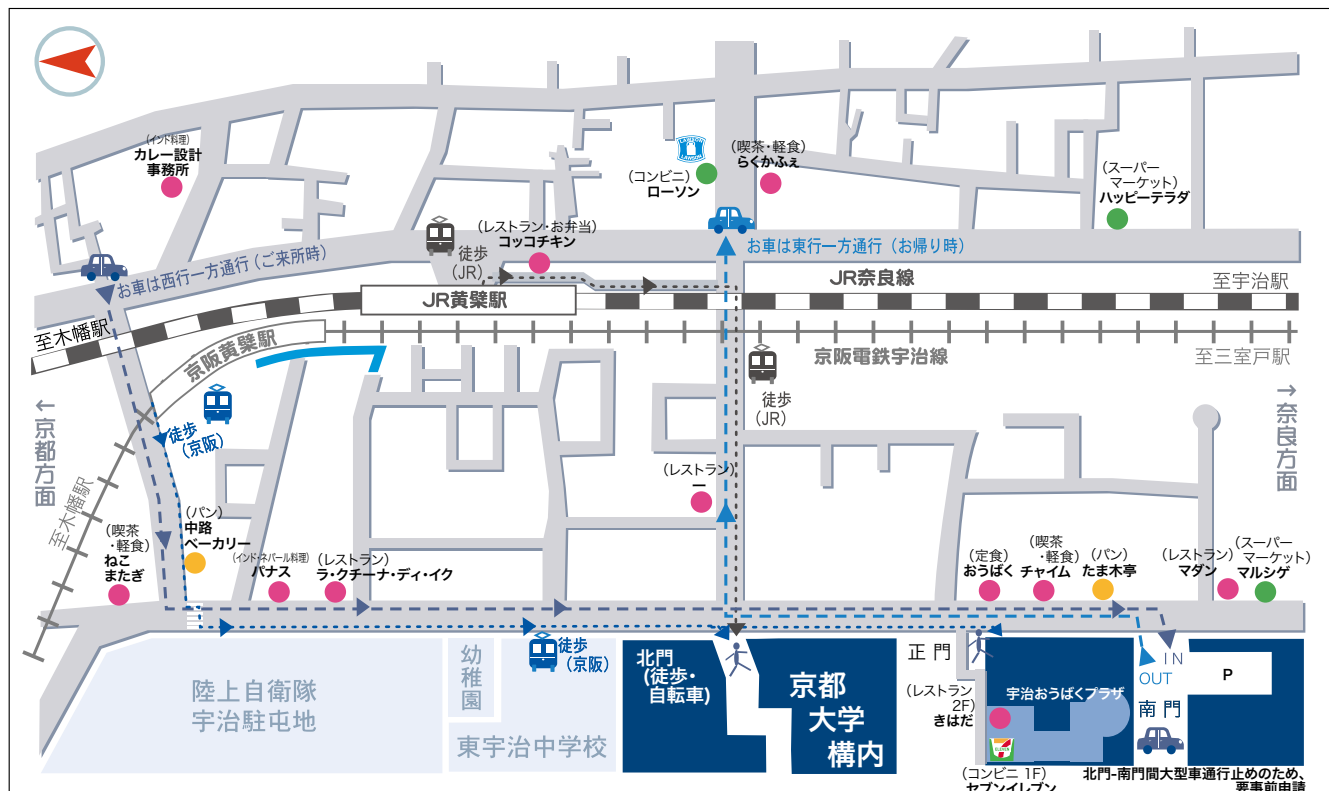 (インド料理)
カレー設計
事務所
(コンビニ)
ローソン
LAWSON
(喫茶・軽食)
らくかふぇ
(スーパー
マーケット)
ハッピーテラダ
お車は西行一方通行(ご来所時)
徒歩
(JR)
(レストラン・お弁当)
コッコチキン
お車は東行一方通行(お帰り時)
JR黄檗駅
JR奈良線
至宇治駅
至木幡駅
京阪黄檗駅
京阪電鉄宇治線
至三室戸駅
←京都方面
徒歩
(京阪)
徒歩
(JR)
→奈良方面
至木幡駅
(レストラン)
一
(喫茶
・軽食)
ねこ
またぎ
(パン)
中路
ベーカリー
(インド・ネパール料理)
パナス
(レストラン)
ラ・クチーナ・ディ・イク
(定食)
おうばく
(喫茶
・軽食)
チャイム
(パン)
たま木亭
(レストラン)
マダン
(スーパー
マーケット)
マルシゲ
陸上自衛隊
宇治駐屯地
幼稚園
東宇治中学校
徒歩
(京阪)
北門
(徒歩・
自転車)
京都
大学
構内
正門
(レストラン
2F)
きはだ
宇治おうばくプラザ
ELEVEN
(コンビニ 1F)
セブンイレブン
IN
OUT
南門
P
北門-南門間大型車通行止めのため、
要事前申請